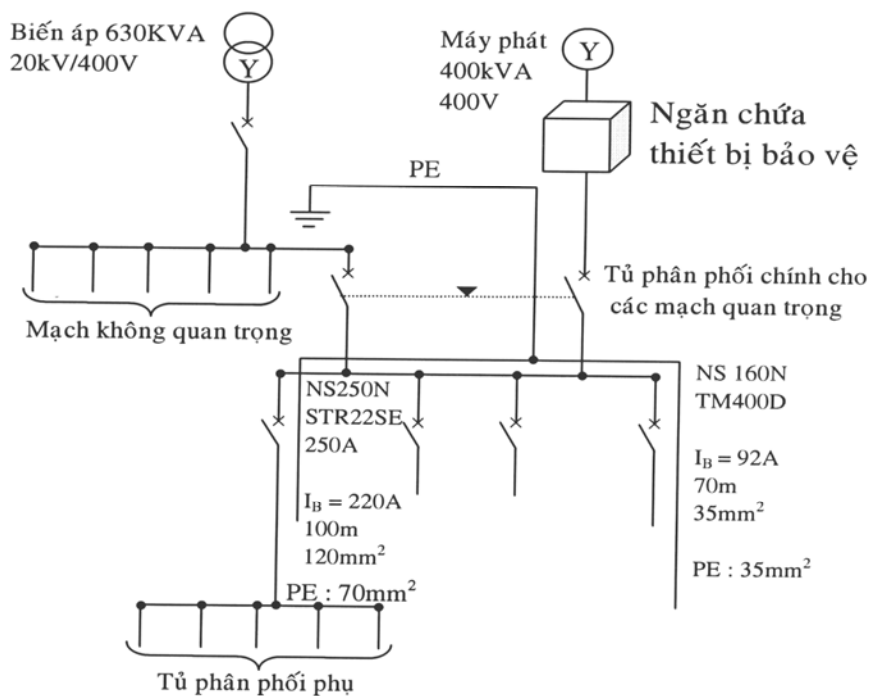 Biến áp 630KVA
20kV/400V
Y
Máy phát
400kVA
400V
Y
Ngăn chứa
thiết bị bảo vệ
PE
Tủ phân phối chính cho
các mạch quan trọng
Mạch không quan trọng
NS250N
STR22SE
250A
I_B = 220A
100m
120mm²
PE : 70mm²
NS 160N
TM400D
I_B = 92A
70m
35mm²
PE : 35mm²
Tủ phân phối phụ